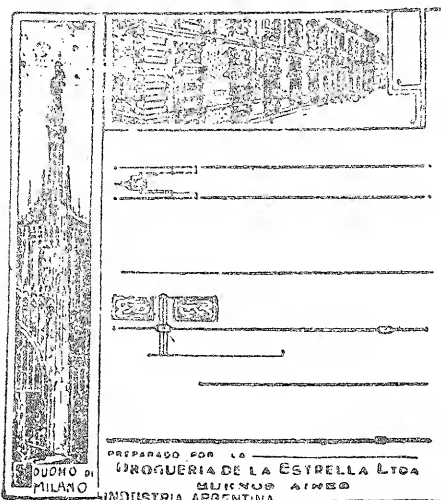 DUOMO DI
MILANO
PREPARADO POR LA
DROGUERIA DE LA ESTRELLA LTDA
BUENOS AIRES
INDUSTRIA ARGENTINA